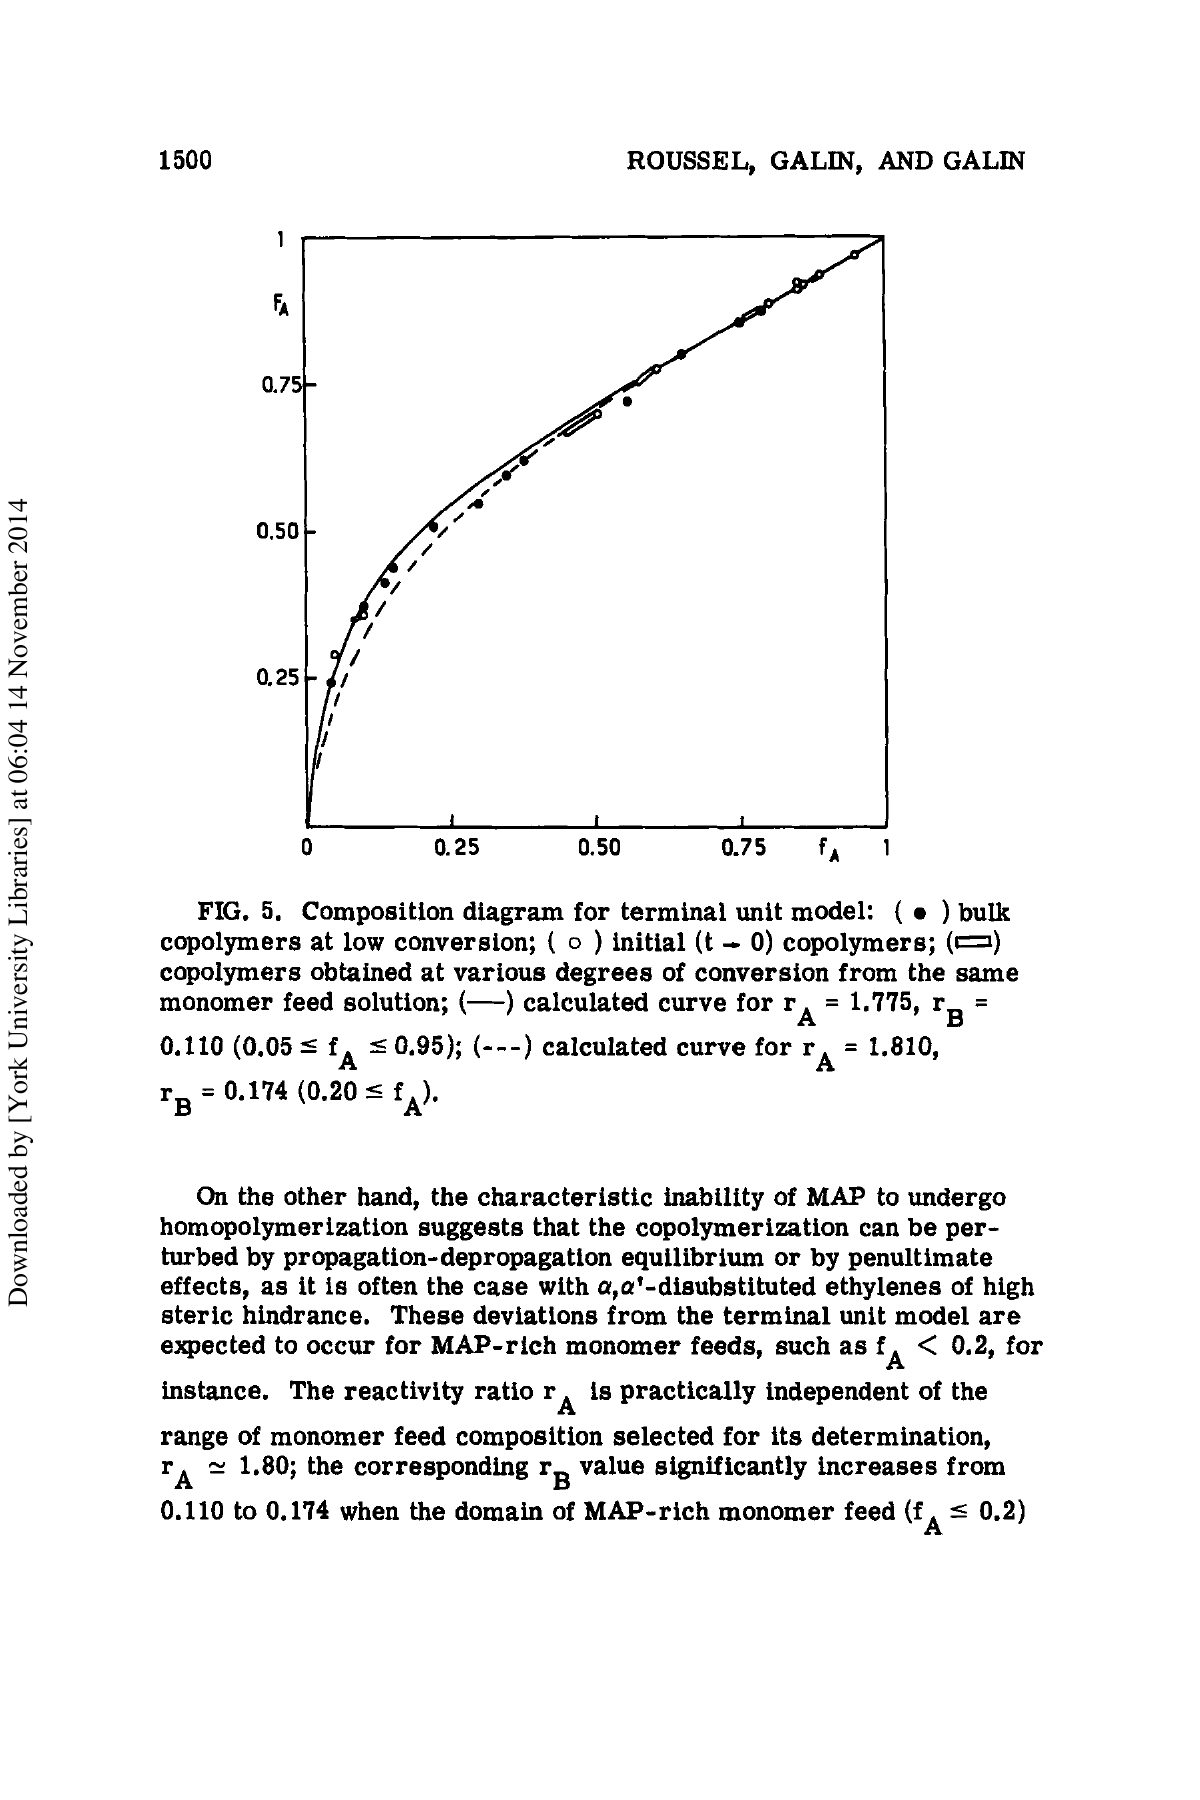 1500
ROUSSEL, GALIN, AND GALIN
1
F_A
0.75
0.50
0.25
0 0.25 0.50 0.75 f_A 1
FIG. 5. Composition diagram for terminal unit model: ( ● ) bulk
copolymers at low conversion; ( ○ ) initial (t → 0) copolymers; (▭)
copolymers obtained at various degrees of conversion from the same
monomer feed solution; (—) calculated curve for r_A = 1.775, r_B =
0.110 (0.05 ≤ f_A ≤ 0.95); (---) calculated curve for r_A = 1.810,
r_B = 0.174 (0.20 ≤ f_A).
On the other hand, the characteristic inability of MAP to undergo
homopolymerization suggests that the copolymerization can be per-
turbed by propagation-depropagation equilibrium or by penultimate
effects, as it is often the case with α,α'-disubstituted ethylenes of high
steric hindrance. These deviations from the terminal unit model are
expected to occur for MAP-rich monomer feeds, such as f_A < 0.2, for
instance. The reactivity ratio r_A is practically independent of the
range of monomer feed composition selected for its determination,
r_A ≃ 1.80; the corresponding r_B value significantly increases from
0.110 to 0.174 when the domain of MAP-rich monomer feed (f_A ≤ 0.2)
Downloaded by [York University Libraries] at 06:04 14 November 2014